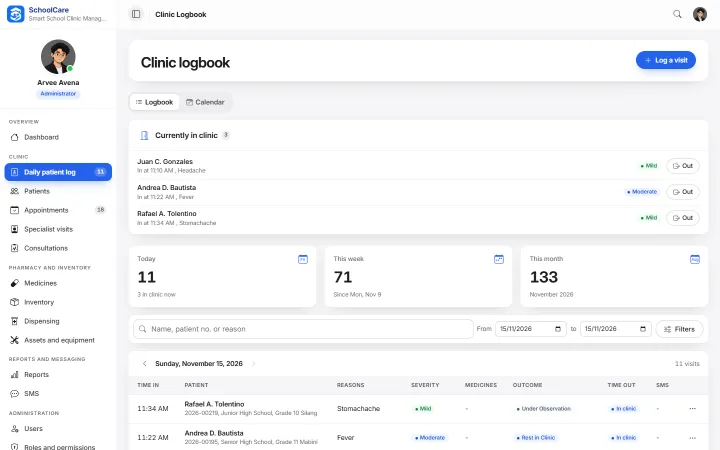 SchoolCare
Smart School Clinic Manag...
Clinic Logbook
Arvee Avena
Administrator
OVERVIEW
Dashboard
CLINIC
Daily patient log 11
Patients
Appointments 18
Specialist visits
Consultations
PHARMACY AND INVENTORY
Medicines
Inventory
Dispensing
Assets and equipment
REPORTS AND MESSAGING
Reports
SMS
ADMINISTRATION
Users
Roles and permissions
Clinic logbook
+ Log a visit
Logbook Calendar
Currently in clinic 3
Juan C. Gonzales
In at 11:10 AM , Headache
Mild Out
Andrea D. Bautista
In at 11:22 AM , Fever
Moderate Out
Rafael A. Tolentino
In at 11:34 AM , Stomachache
Mild Out
Today
11
3 in clinic now
This week
71
Since Mon, Nov 9
This month
133
November 2026
Name, patient no. or reason
From 15/11/2026 to 15/11/2026 Filters
Sunday, November 15, 2026
11 visits
TIME IN PATIENT REASONS SEVERITY MEDICINES OUTCOME TIME OUT SMS
11:34 AM
Rafael A. Tolentino
2026-00219, Junior High School, Grade 10 Silang
Stomachache Mild - Under Observation In clinic - ...
11:22 AM
Andrea D. Bautista
2026-00195, Senior High School, Grade 11 Mabini
Fever Moderate - Rest in Clinic In clinic - ...